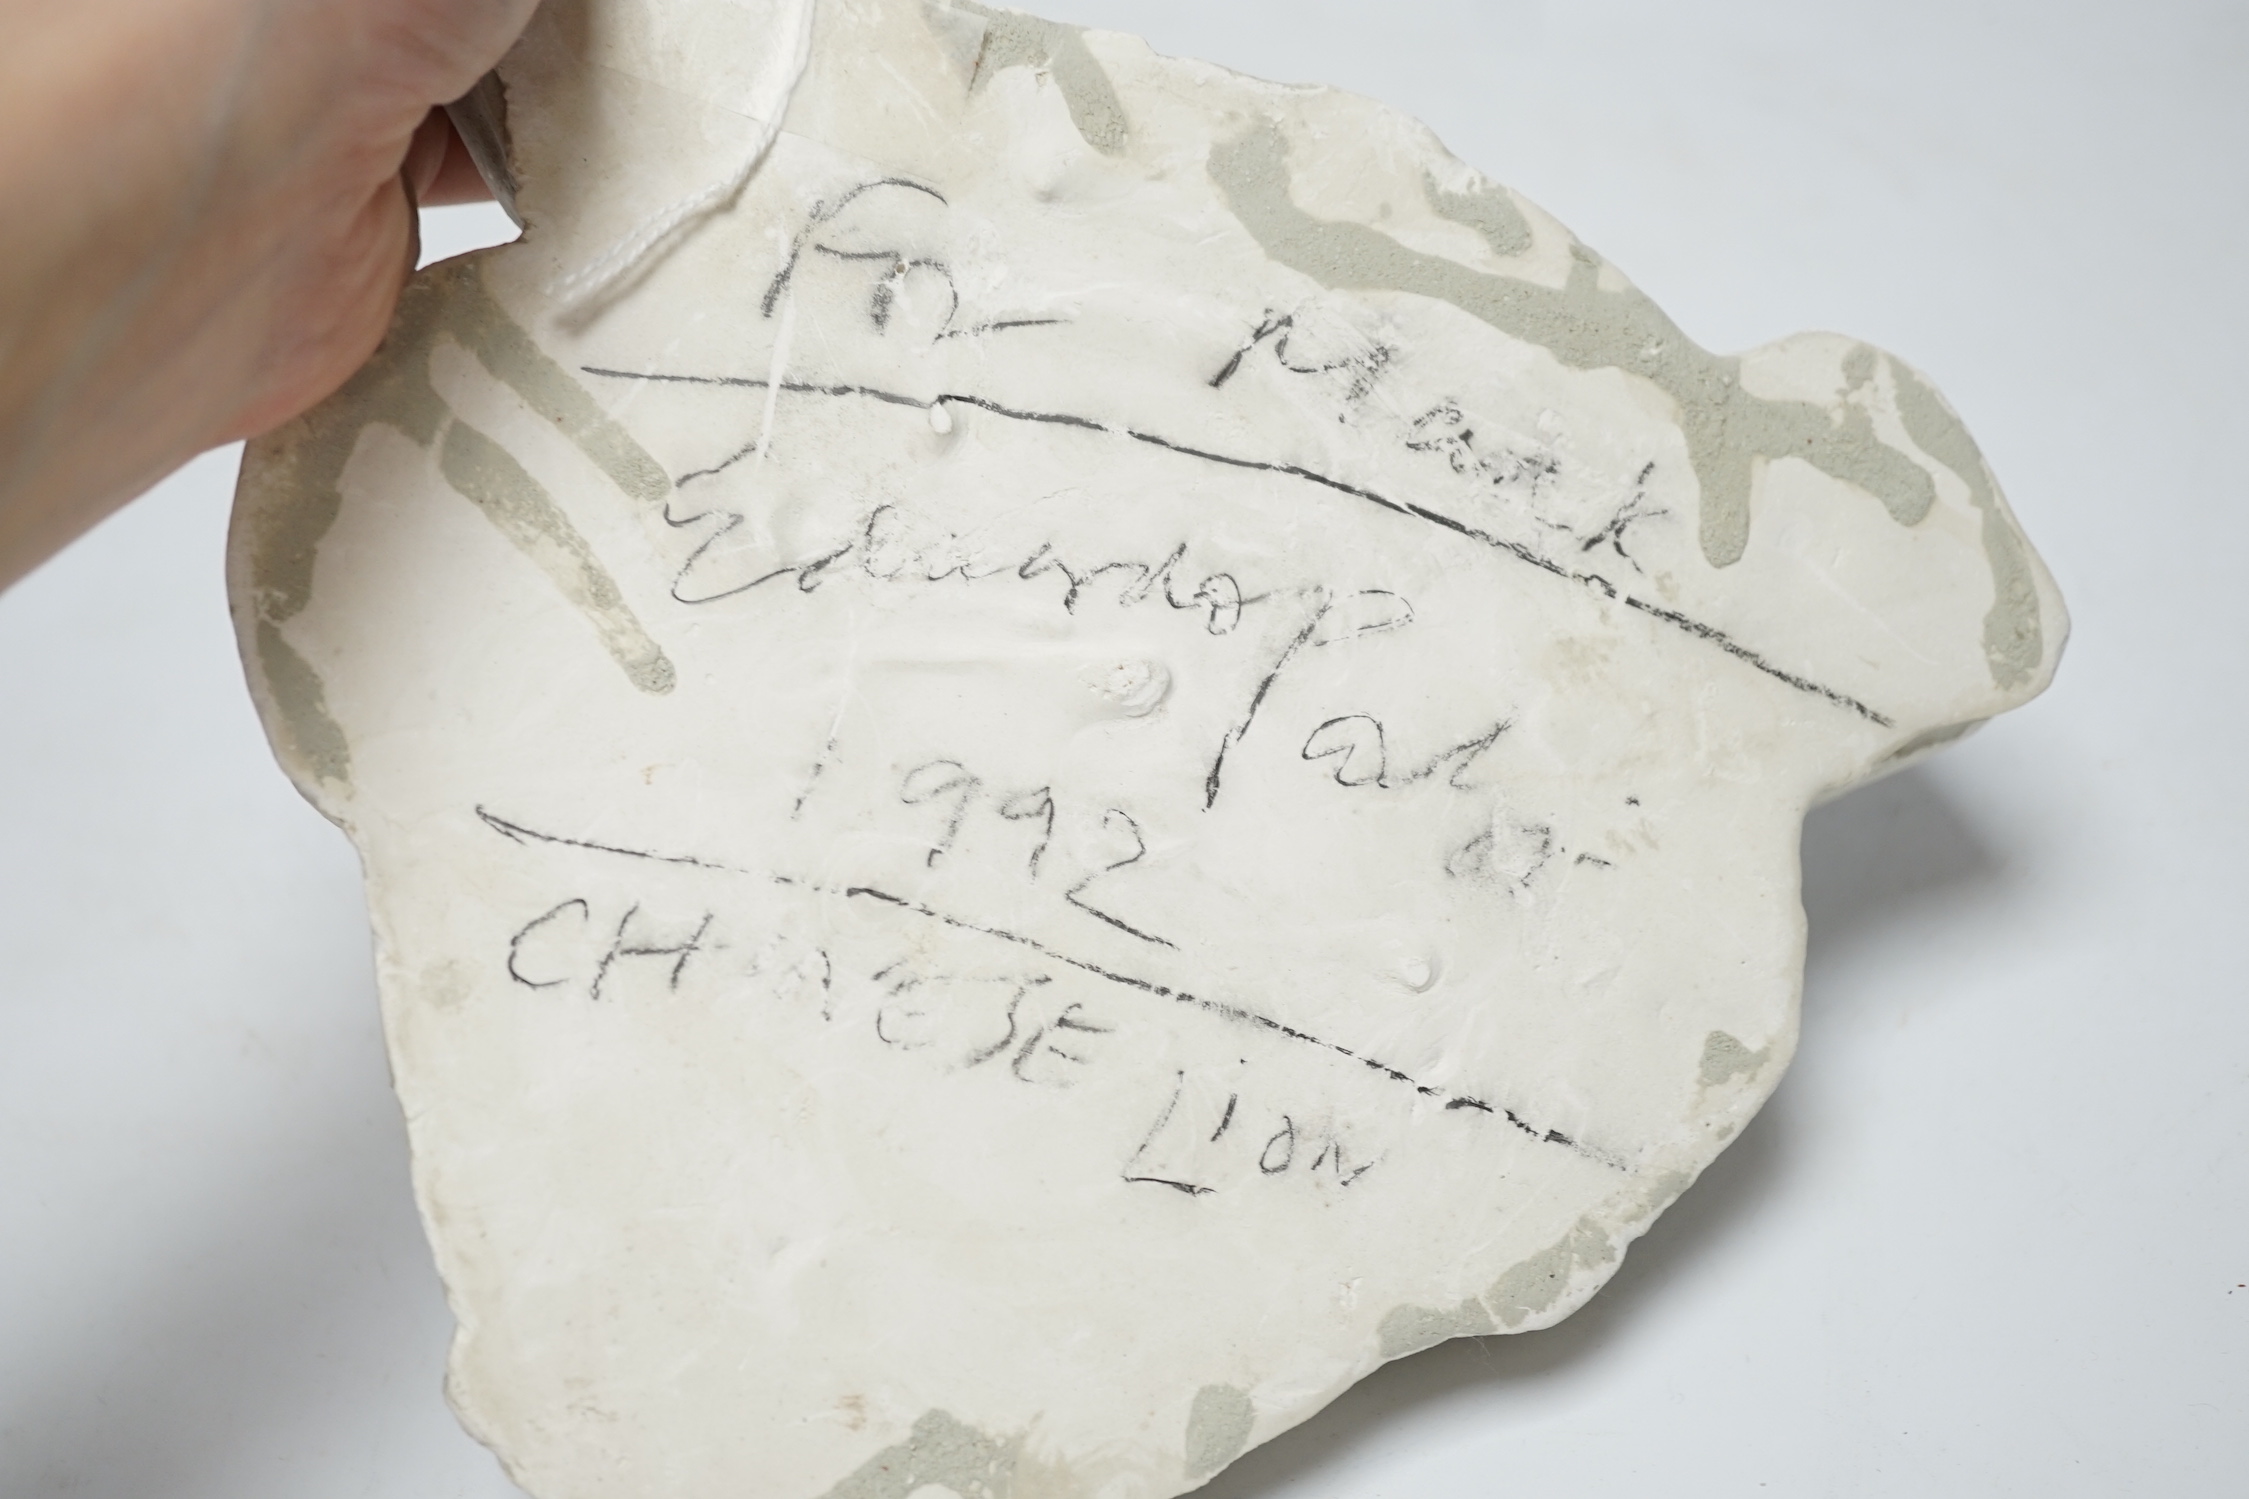 For Mark
Eduardo Paolozzi
1992
CHINESE LION